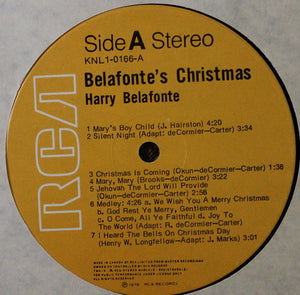 Side A Stereo
KNL1-0166-A
Belafonte's Christmas
Harry Belafonte
RCA
1 Mary's Boy Child (J. Hairston) 4:20
2 Silent Night (Adapt: deCormier-Carter) 3:34
3 Christmas Is Coming (Oxun-deCormier-Carter) 1:38
4 Mary, Mary (Brooks-deCormier) 3:22
5 Jehovah The Lord Will Provide
(Okun-deCormier-Carter) 2:52
6 Medley: 4:26 a. We Wish You A Merry Christmas
b. God Rest Ye Merry, Gentlemen
c. O Come, All Ye Faithful d. Joy To
The World (Adapt: R. deCormier-Carter)
7 I Heard The Bells On Christmas Day
(Henry W. Longfellow-Adapt: J. Marks) 3:01
1976 RCA RECORDS